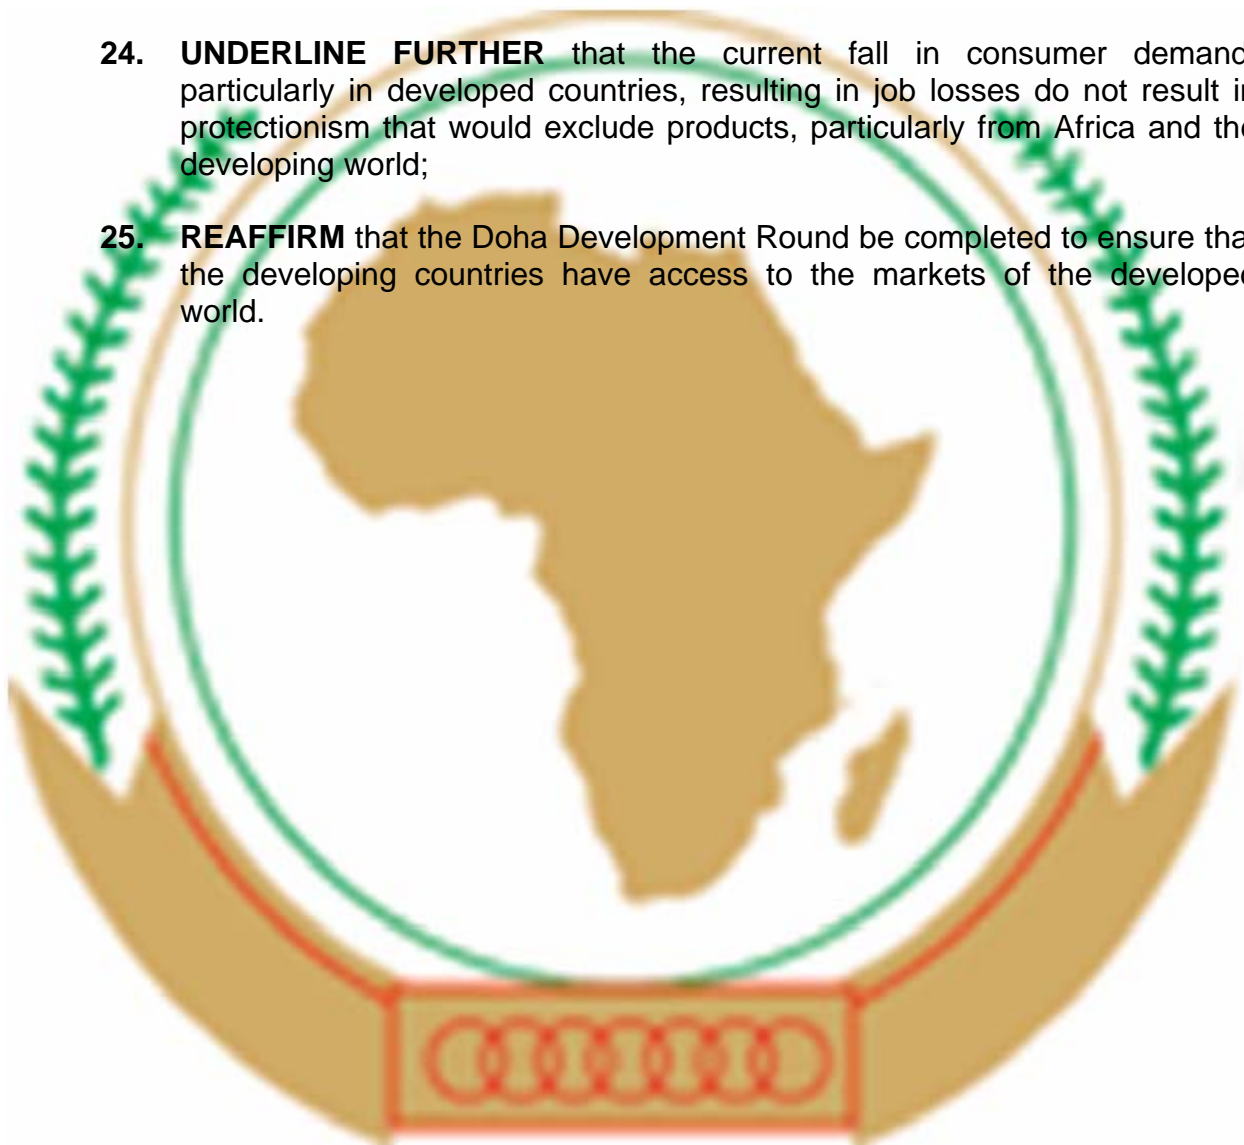 24. UNDERLINE FURTHER that the current fall in consumer demand
particularly in developed countries, resulting in job losses do not result i
protectionism that would exclude products, particularly from Africa and the
developing world;
25. REAFFIRM that the Doha Development Round be completed to ensure tha
the developing countries have access to the markets of the developed
world.